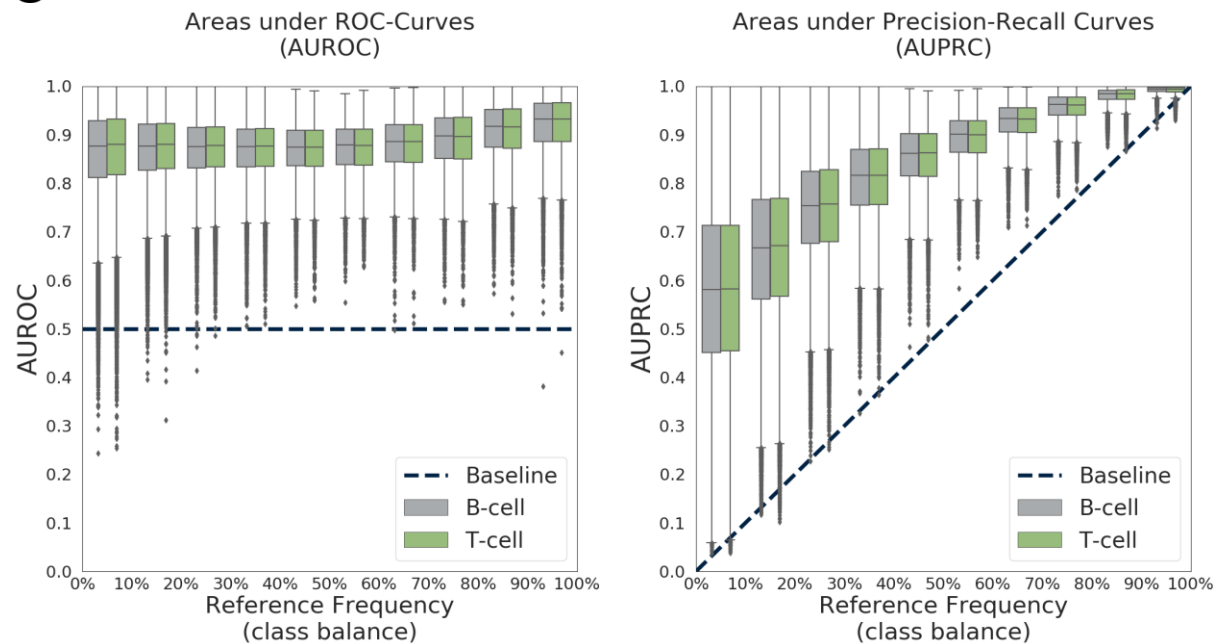 Areas under ROC-Curves
(AUROC)
1.0
0.9
0.8
0.7
0.6
0.5
0.4
0.3
0.2
0.1
0.0
AUROC
Baseline
B-cell
T-cell
0% 10% 20% 30% 40% 50% 60% 70% 80% 90% 100%
Reference Frequency
(class balance)
Areas under Precision-Recall Curves
(AUPRC)
1.0
0.9
0.8
0.7
0.6
0.5
0.4
0.3
0.2
0.1
0.0
AUPRC
Baseline
B-cell
T-cell
0% 10% 20% 30% 40% 50% 60% 70% 80% 90% 100%
Reference Frequency
(class balance)